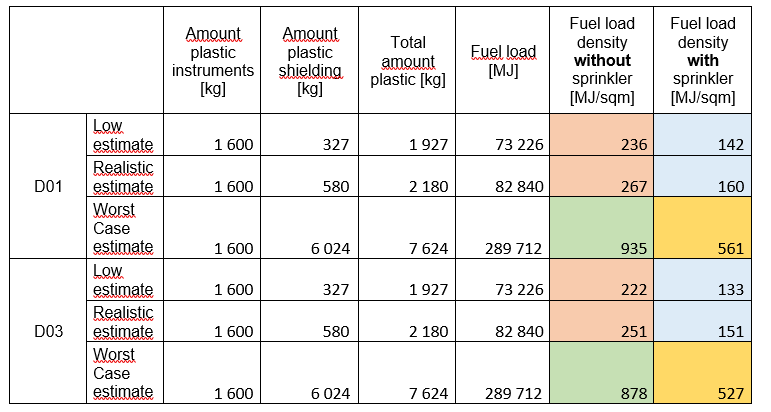 Amount plastic instruments [kg]
Amount plastic shielding [kg]
Total amount plastic [kg]
Fuel load [MJ]
Fuel load density without sprinkler [MJ/sqm]
Fuel load density with sprinkler [MJ/sqm]
D01
Low estimate 1 600 327 1 927 73 226 236 142
Realistic estimate 1 600 580 2 180 82 840 267 160
Worst Case estimate 1 600 6 024 7 624 289 712 935 561
D03
Low estimate 1 600 327 1 927 73 226 222 133
Realistic estimate 1 600 580 2 180 82 840 251 151
Worst Case estimate 1 600 6 024 7 624 289 712 878 527